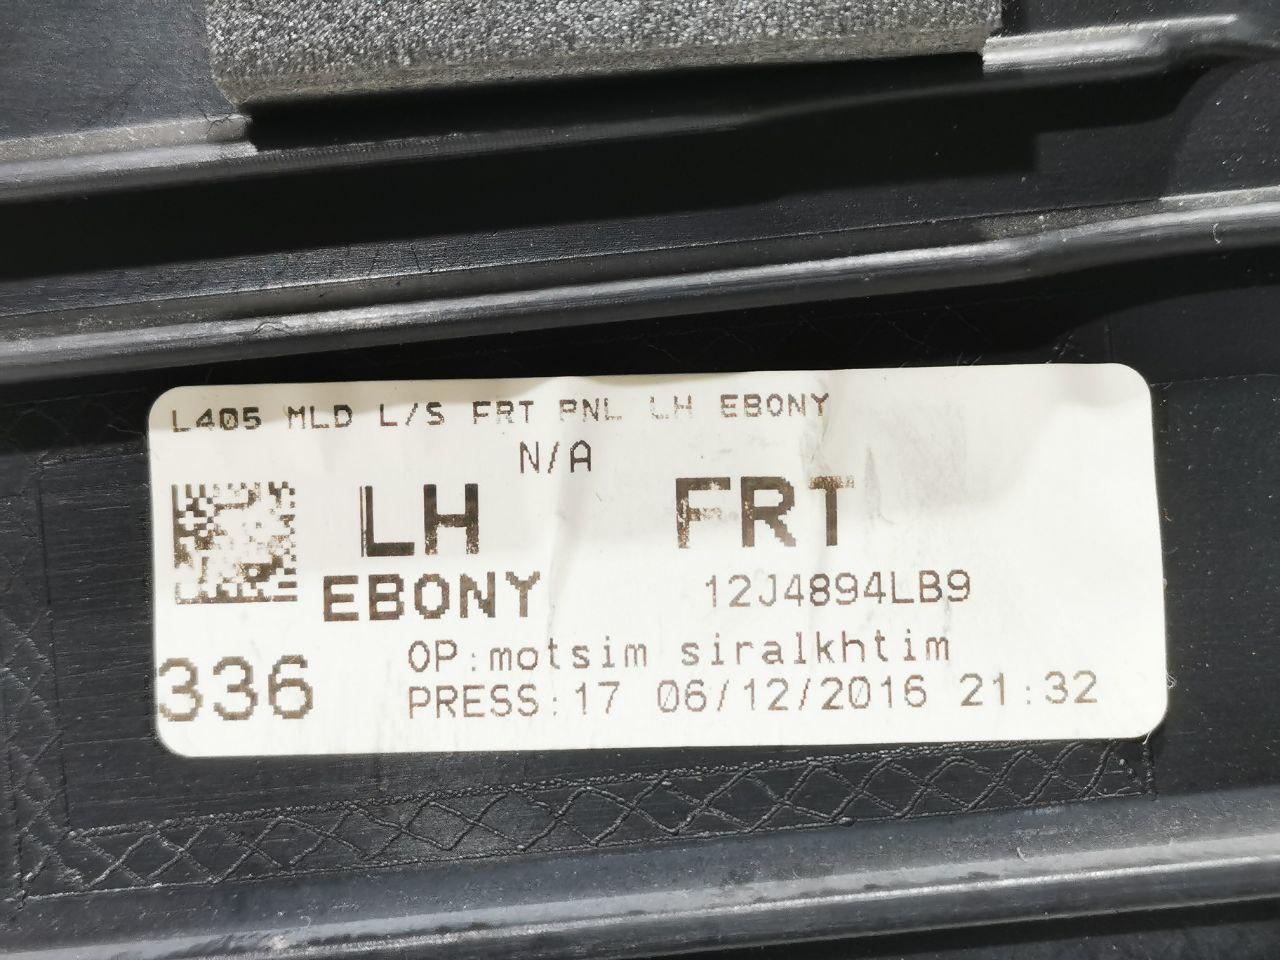 L405 MLD L/S FRT PNL LH EBONY
N/A
LH FRT
EBONY 12J4894LB9
OP:motsim siralkhtim
336 PRESS:17 06/12/2016 21:32